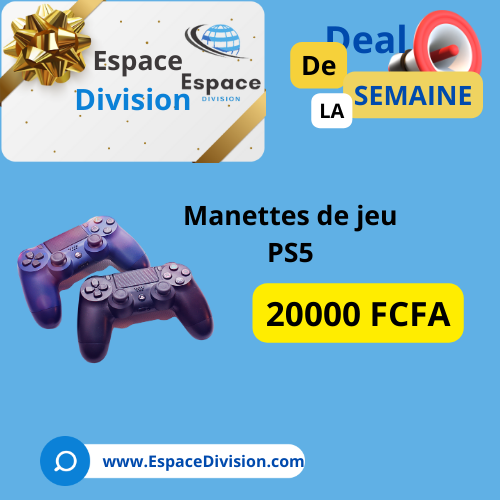 Espace
Division
Espace
DIVISION
Deal
De
LA
SEMAINE
Manettes de jeu
PS5
20000 FCFA
www.EspaceDivision.com